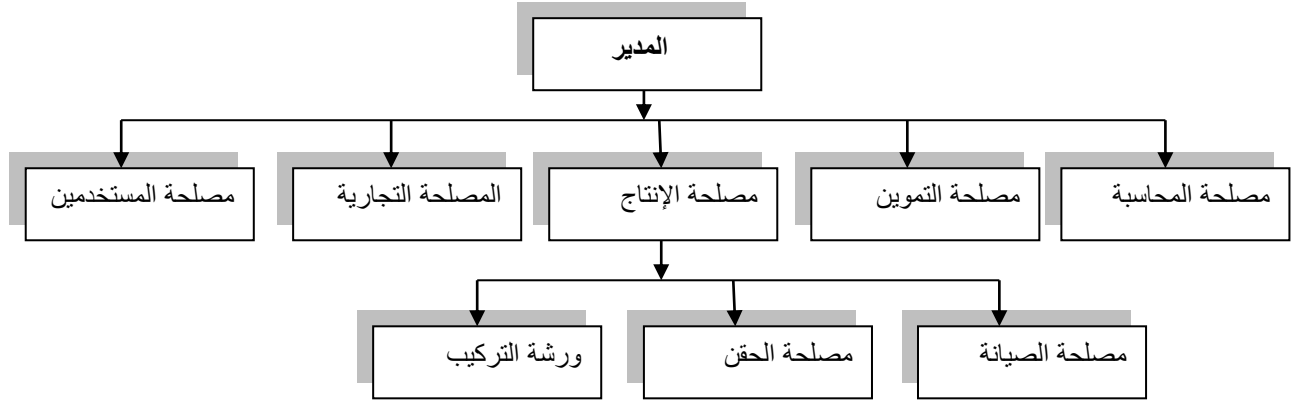 المدير
مصلحة المحاسبة
مصلحة التموين
مصلحة الإنتاج
المصلحة التجارية
مصلحة المستخدمين
مصلحة الصيانة
مصلحة الحقن
ورشة التركيب